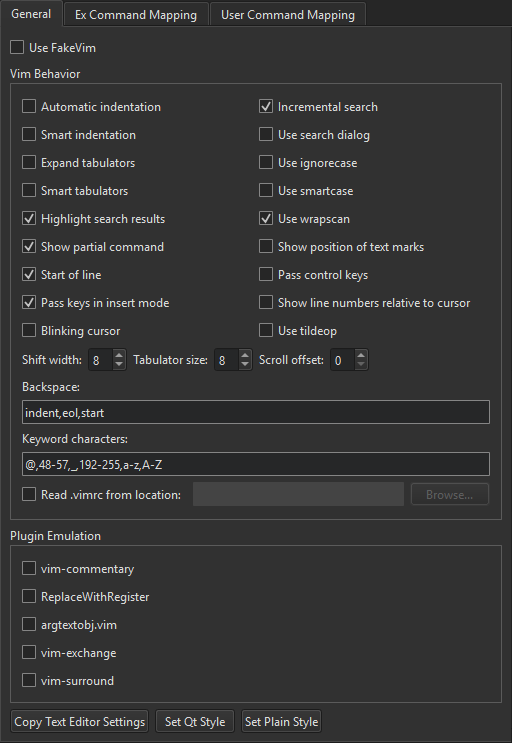 General Ex Command Mapping User Command Mapping
Use FakeVim
Vim Behavior
Automatic indentation Incremental search
Smart indentation Use search dialog
Expand tabulators Use ignorecase
Smart tabulators Use smartcase
Highlight search results Use wrapscan
Show partial command Show position of text marks
Start of line Pass control keys
Pass keys in insert mode Show line numbers relative to cursor
Blinking cursor Use tildeop
Shift width: 8 Tabulator size: 8 Scroll offset: 0
Backspace:
indent,eol,start
Keyword characters:
@,48-57,_,192-255,a-z,A-Z
Read .vimrc from location: Browse...
Plugin Emulation
vim-commentary
ReplaceWithRegister
argtextobj.vim
vim-exchange
vim-surround
Copy Text Editor Settings Set Qt Style Set Plain Style